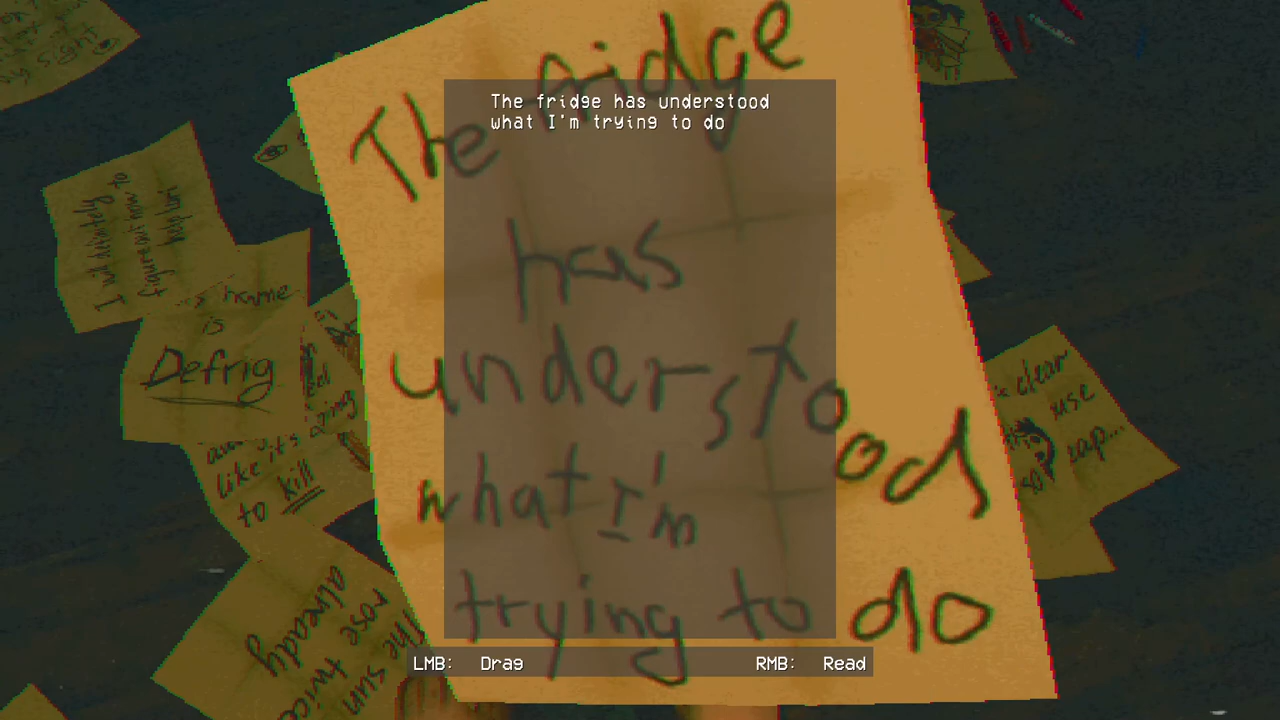 The fridge
has
understood
what I'm
trying to do
The fridge has understood
what I'm trying to do
LMB: Drag
RMB: Read
I will definitely
figure out how to
help him
name
is
Defrig
like it's going
to kill
The sun
rose twice
already
clear
use